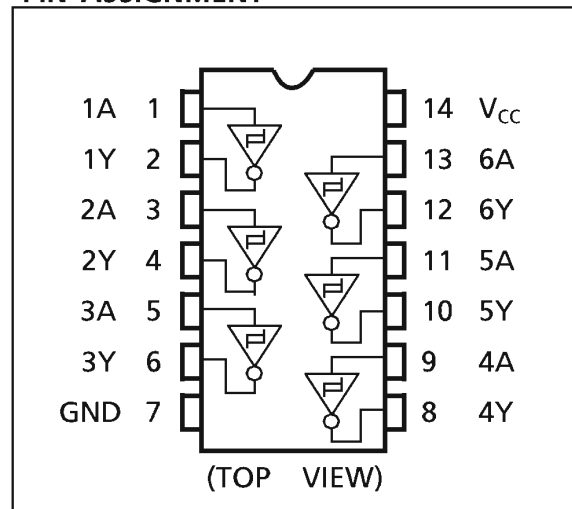 PIN ASSIGNMENT
1A 1 14 VCC
1Y 2 13 6A
2A 3 12 6Y
2Y 4 11 5A
3A 5 10 5Y
3Y 6 9 4A
GND 7 8 4Y
(TOP VIEW)